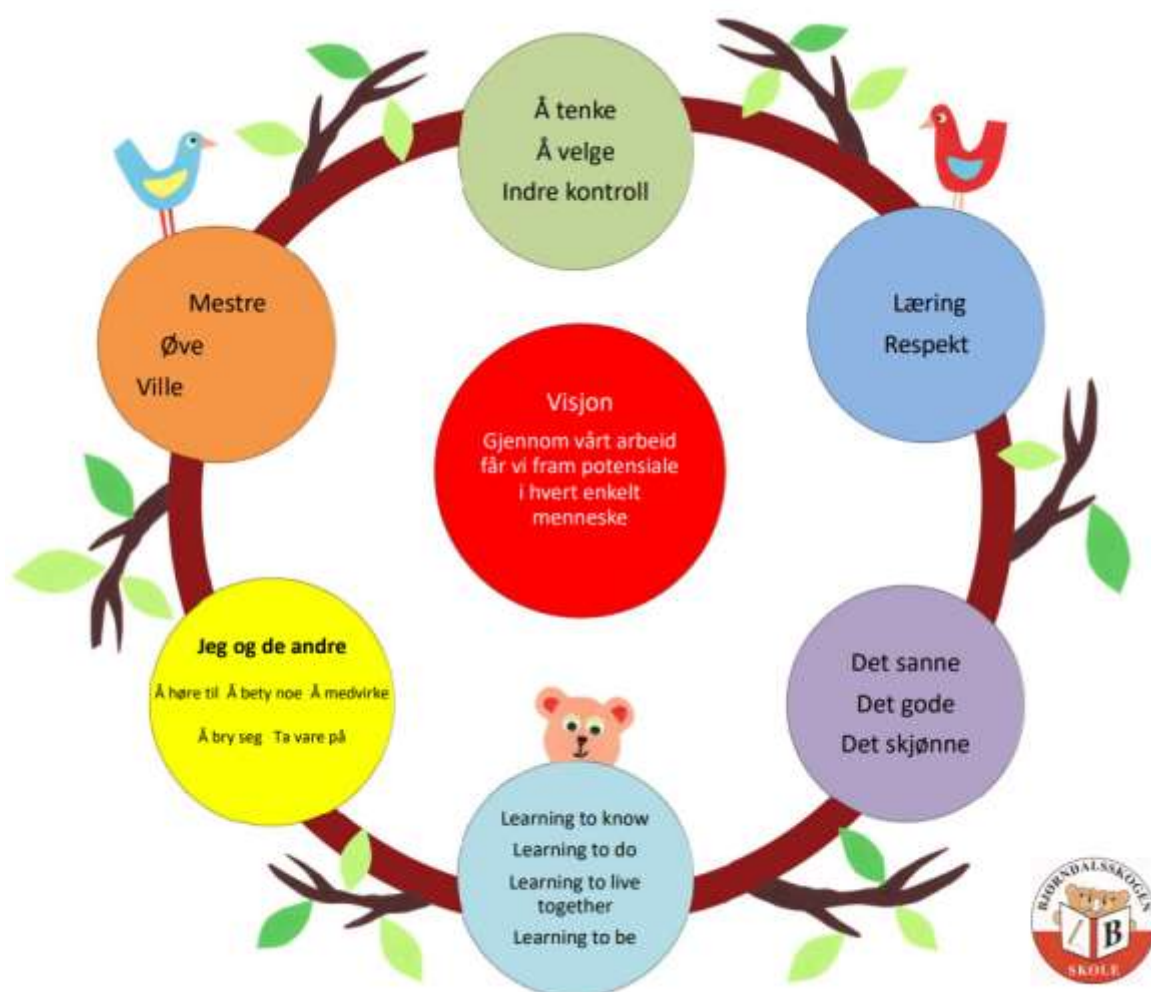 Å tenke
Å velge
Indre kontroll
Læring
Respekt
Mestre
Øve
Ville
Visjon
Gjennom vårt arbeid
får vi fram potensiale
i hvert enkelt
menneske
Jeg og de andre
Å høre til Å bety noe Å medvirke
Å bry seg Ta vare på
Det sanne
Det gode
Det skjønne
Learning to know
Learning to do
Learning to live
together
Learning to be
BJØRNDALSSKOGEN
B
SKOLE